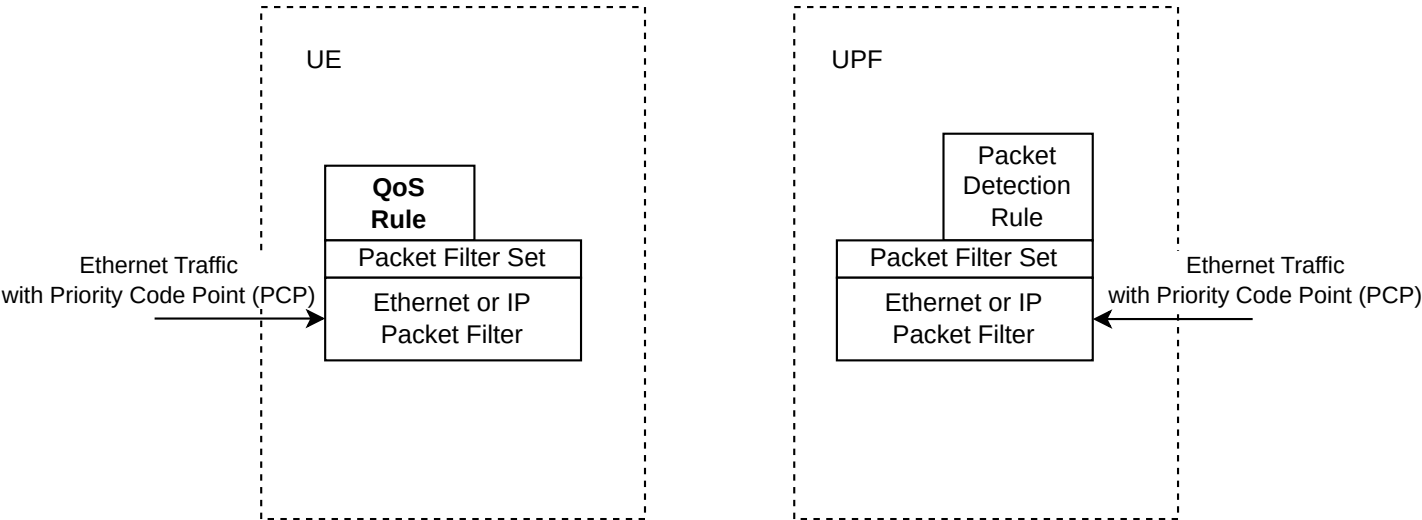 UE
QoS
Rule
Packet Filter Set
Ethernet or IP
Packet Filter
Ethernet Traffic
with Priority Code Point (PCP)
UPF
Packet
Detection
Rule
Packet Filter Set
Ethernet or IP
Packet Filter
Ethernet Traffic
with Priority Code Point (PCP)